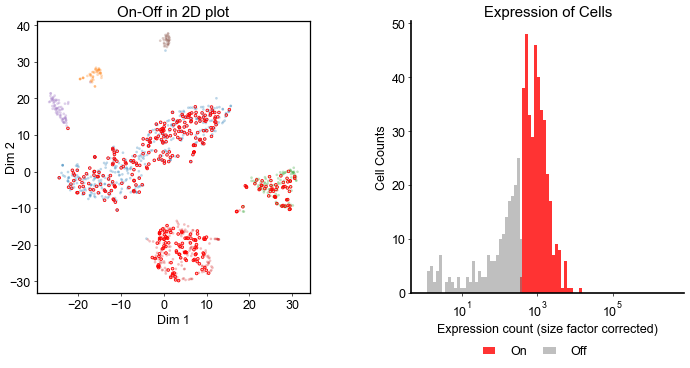 On-Off in 2D plot
40
30
20
10
0
−10
−20
−30
Dim 2
−20 −10 0 10 20 30
Dim 1
Expression of Cells
50
40
30
20
10
0
Cell Counts
10¹ 10³ 10⁵
Expression count (size factor corrected)
On Off